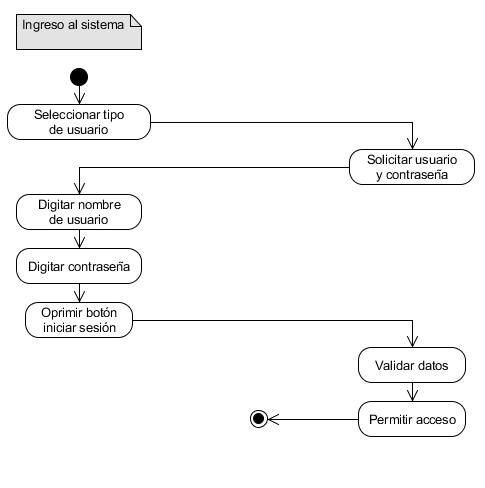 Ingreso al sistema
Seleccionar tipo
de usuario
Solicitar usuario
y contraseña
Digitar nombre
de usuario
Digitar contraseña
Oprimir botón
iniciar sesión
Validar datos
Permitir acceso